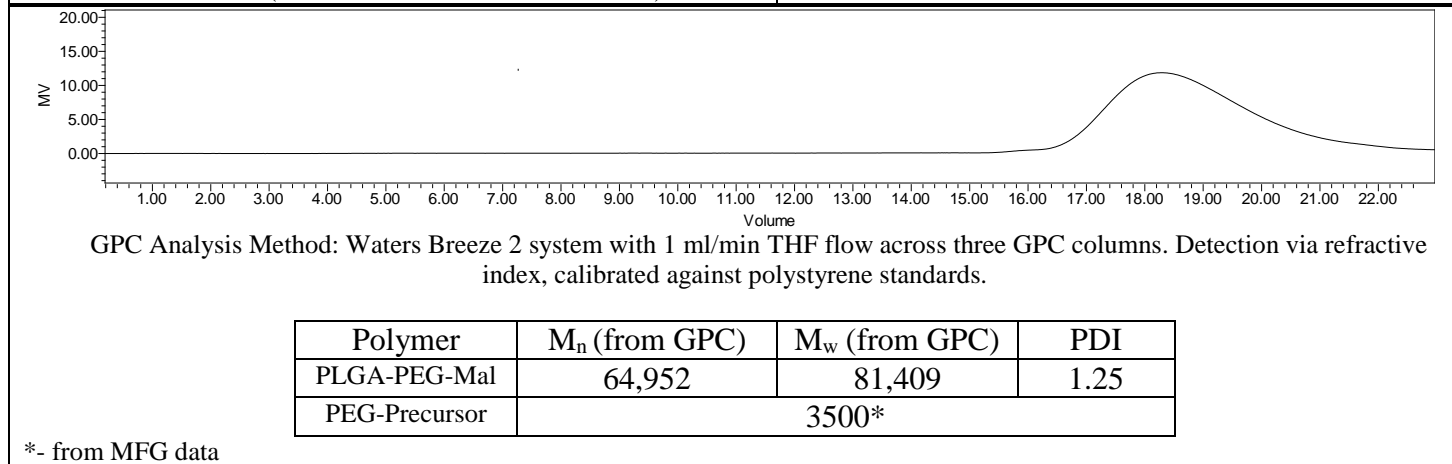 20.00
15.00
10.00
5.00
0.00
MV
1.00 2.00 3.00 4.00 5.00 6.00 7.00 8.00 9.00 10.00 11.00 12.00 13.00 14.00 15.00 16.00 17.00 18.00 19.00 20.00 21.00 22.00
Volume
GPC Analysis Method: Waters Breeze 2 system with 1 ml/min THF flow across three GPC columns. Detection via refractive
index, calibrated against polystyrene standards.
Polymer Mn (from GPC) Mw (from GPC) PDI
PLGA-PEG-Mal 64,952 81,409 1.25
PEG-Precursor 3500*
*- from MFG data